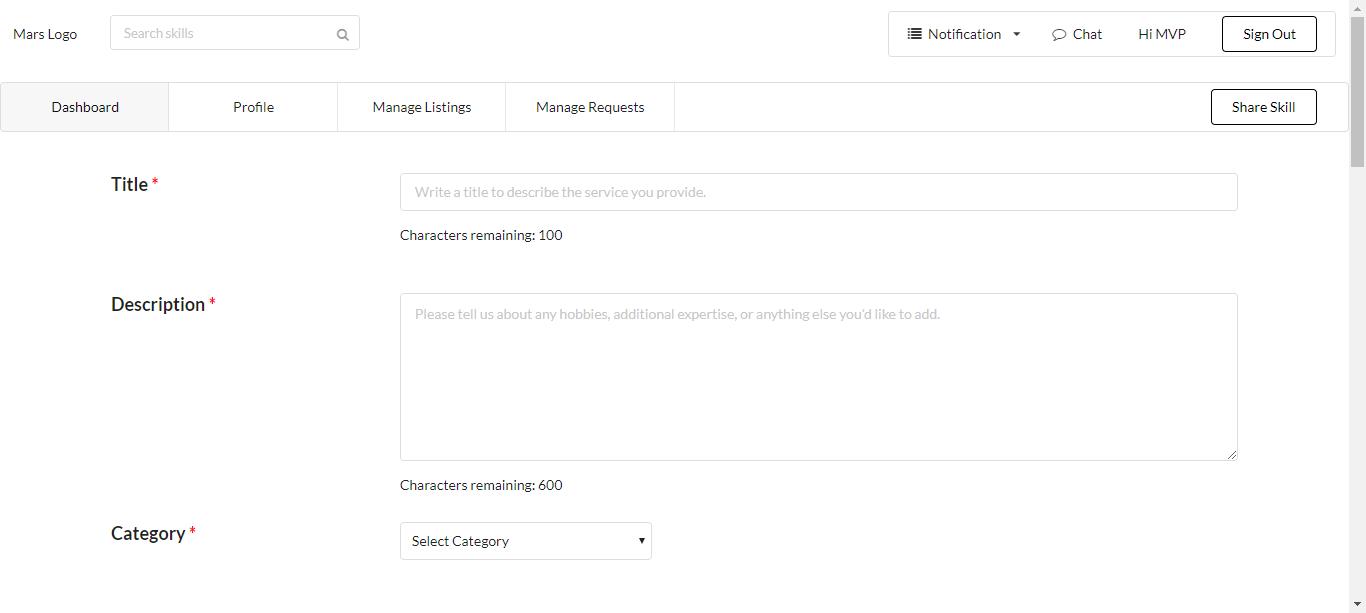 Mars Logo
Search skills
Notification
Chat
Hi MVP
Sign Out
Dashboard
Profile
Manage Listings
Manage Requests
Share Skill
Title *
Write a title to describe the service you provide.
Characters remaining: 100
Description *
Please tell us about any hobbies, additional expertise, or anything else you'd like to add.
Characters remaining: 600
Category *
Select Category